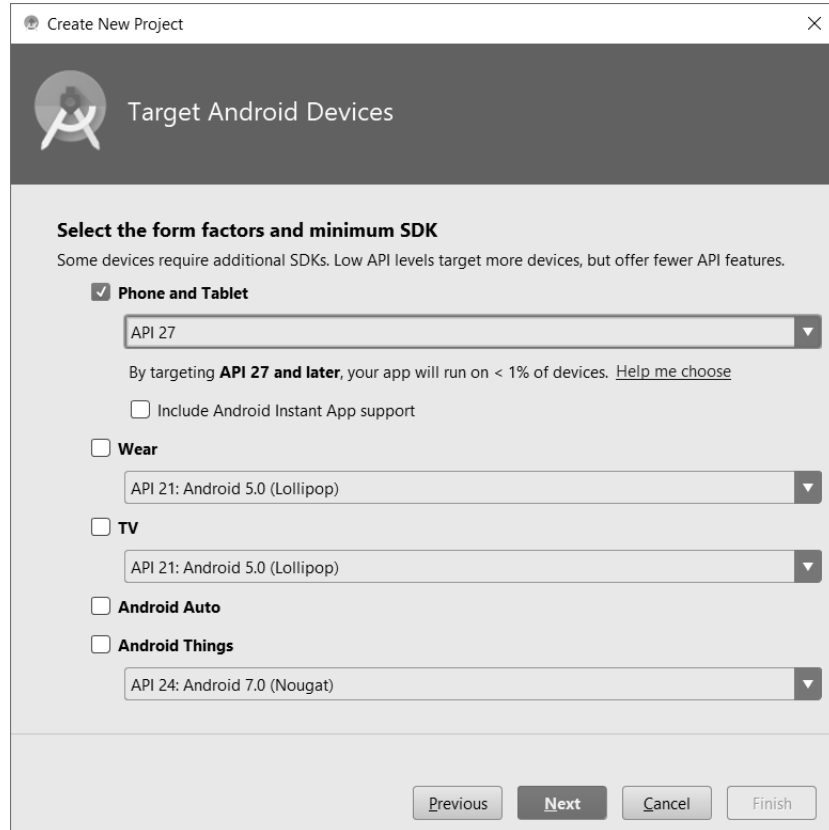 Create New Project
Target Android Devices
Select the form factors and minimum SDK
Some devices require additional SDKs. Low API levels target more devices, but offer fewer API features.
Phone and Tablet
API 27
By targeting API 27 and later, your app will run on < 1% of devices. Help me choose
Include Android Instant App support
Wear
API 21: Android 5.0 (Lollipop)
TV
API 21: Android 5.0 (Lollipop)
Android Auto
Android Things
API 24: Android 7.0 (Nougat)
Previous Next Cancel Finish